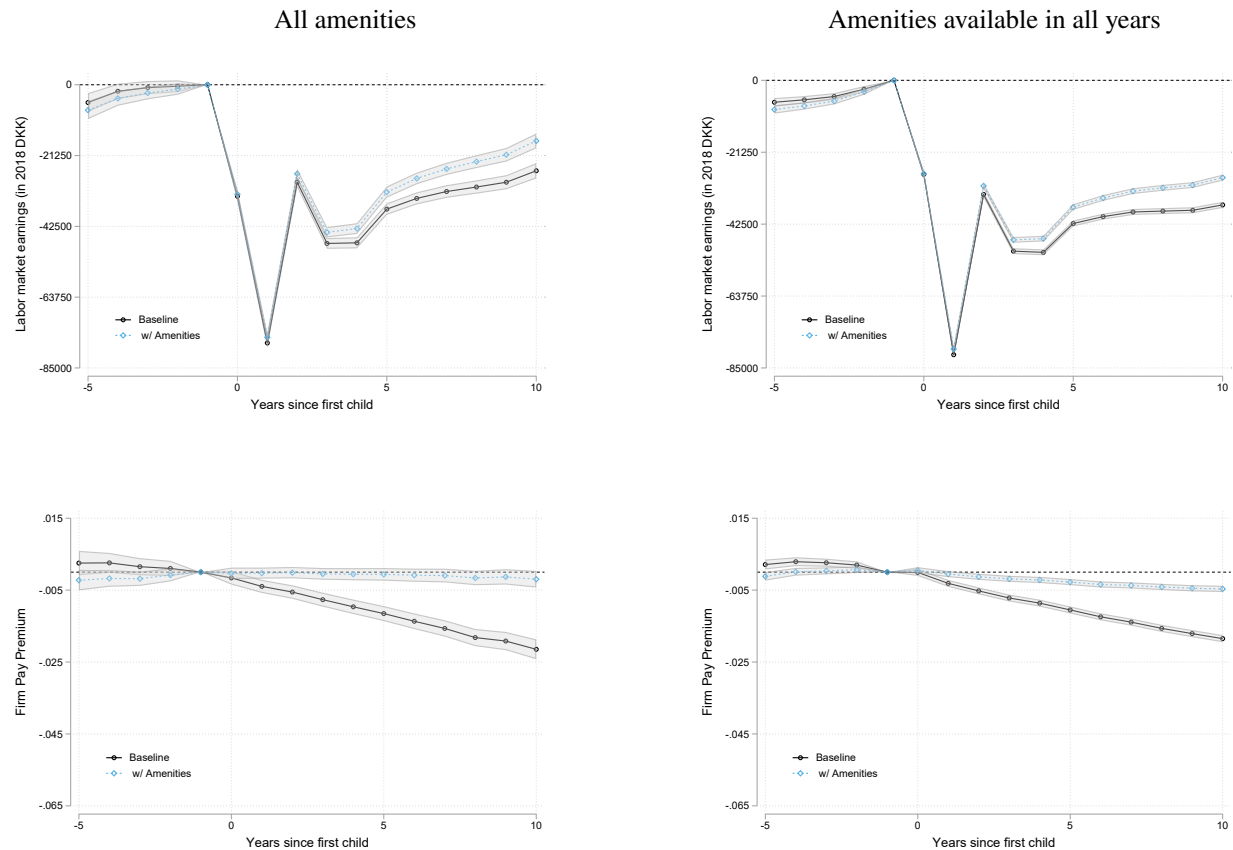 All amenities
Amenities available in all years
0
-21250
-42500
-63750
-85000
Labor market earnings (in 2018 DKK)
Baseline
w/ Amenities
-5 0 5 10
Years since first child
0
-21250
-42500
-63750
-85000
Labor market earnings (in 2018 DKK)
Baseline
w/ Amenities
-5 0 5 10
Years since first child
.015
-.005
-.025
-.045
-.065
Firm Pay Premium
Baseline
w/ Amenities
-5 0 5 10
Years since first child
.015
-.005
-.025
-.045
-.065
Firm Pay Premium
Baseline
w/ Amenities
-5 0 5 10
Years since first child